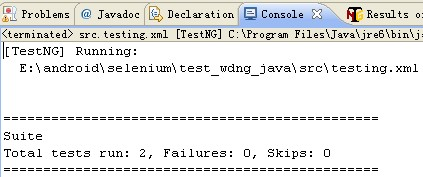 Problems @ Javadoc Declaration Console Results o
<terminated> src.testing.xml [TestNG] C:\Program Files\Java\jre6\bin\j
[TestNG] Running:
E:\android\selenium\test_wdng_java\src\testing.xml
===============================================
Suite
Total tests run: 2, Failures: 0, Skips: 0
===============================================